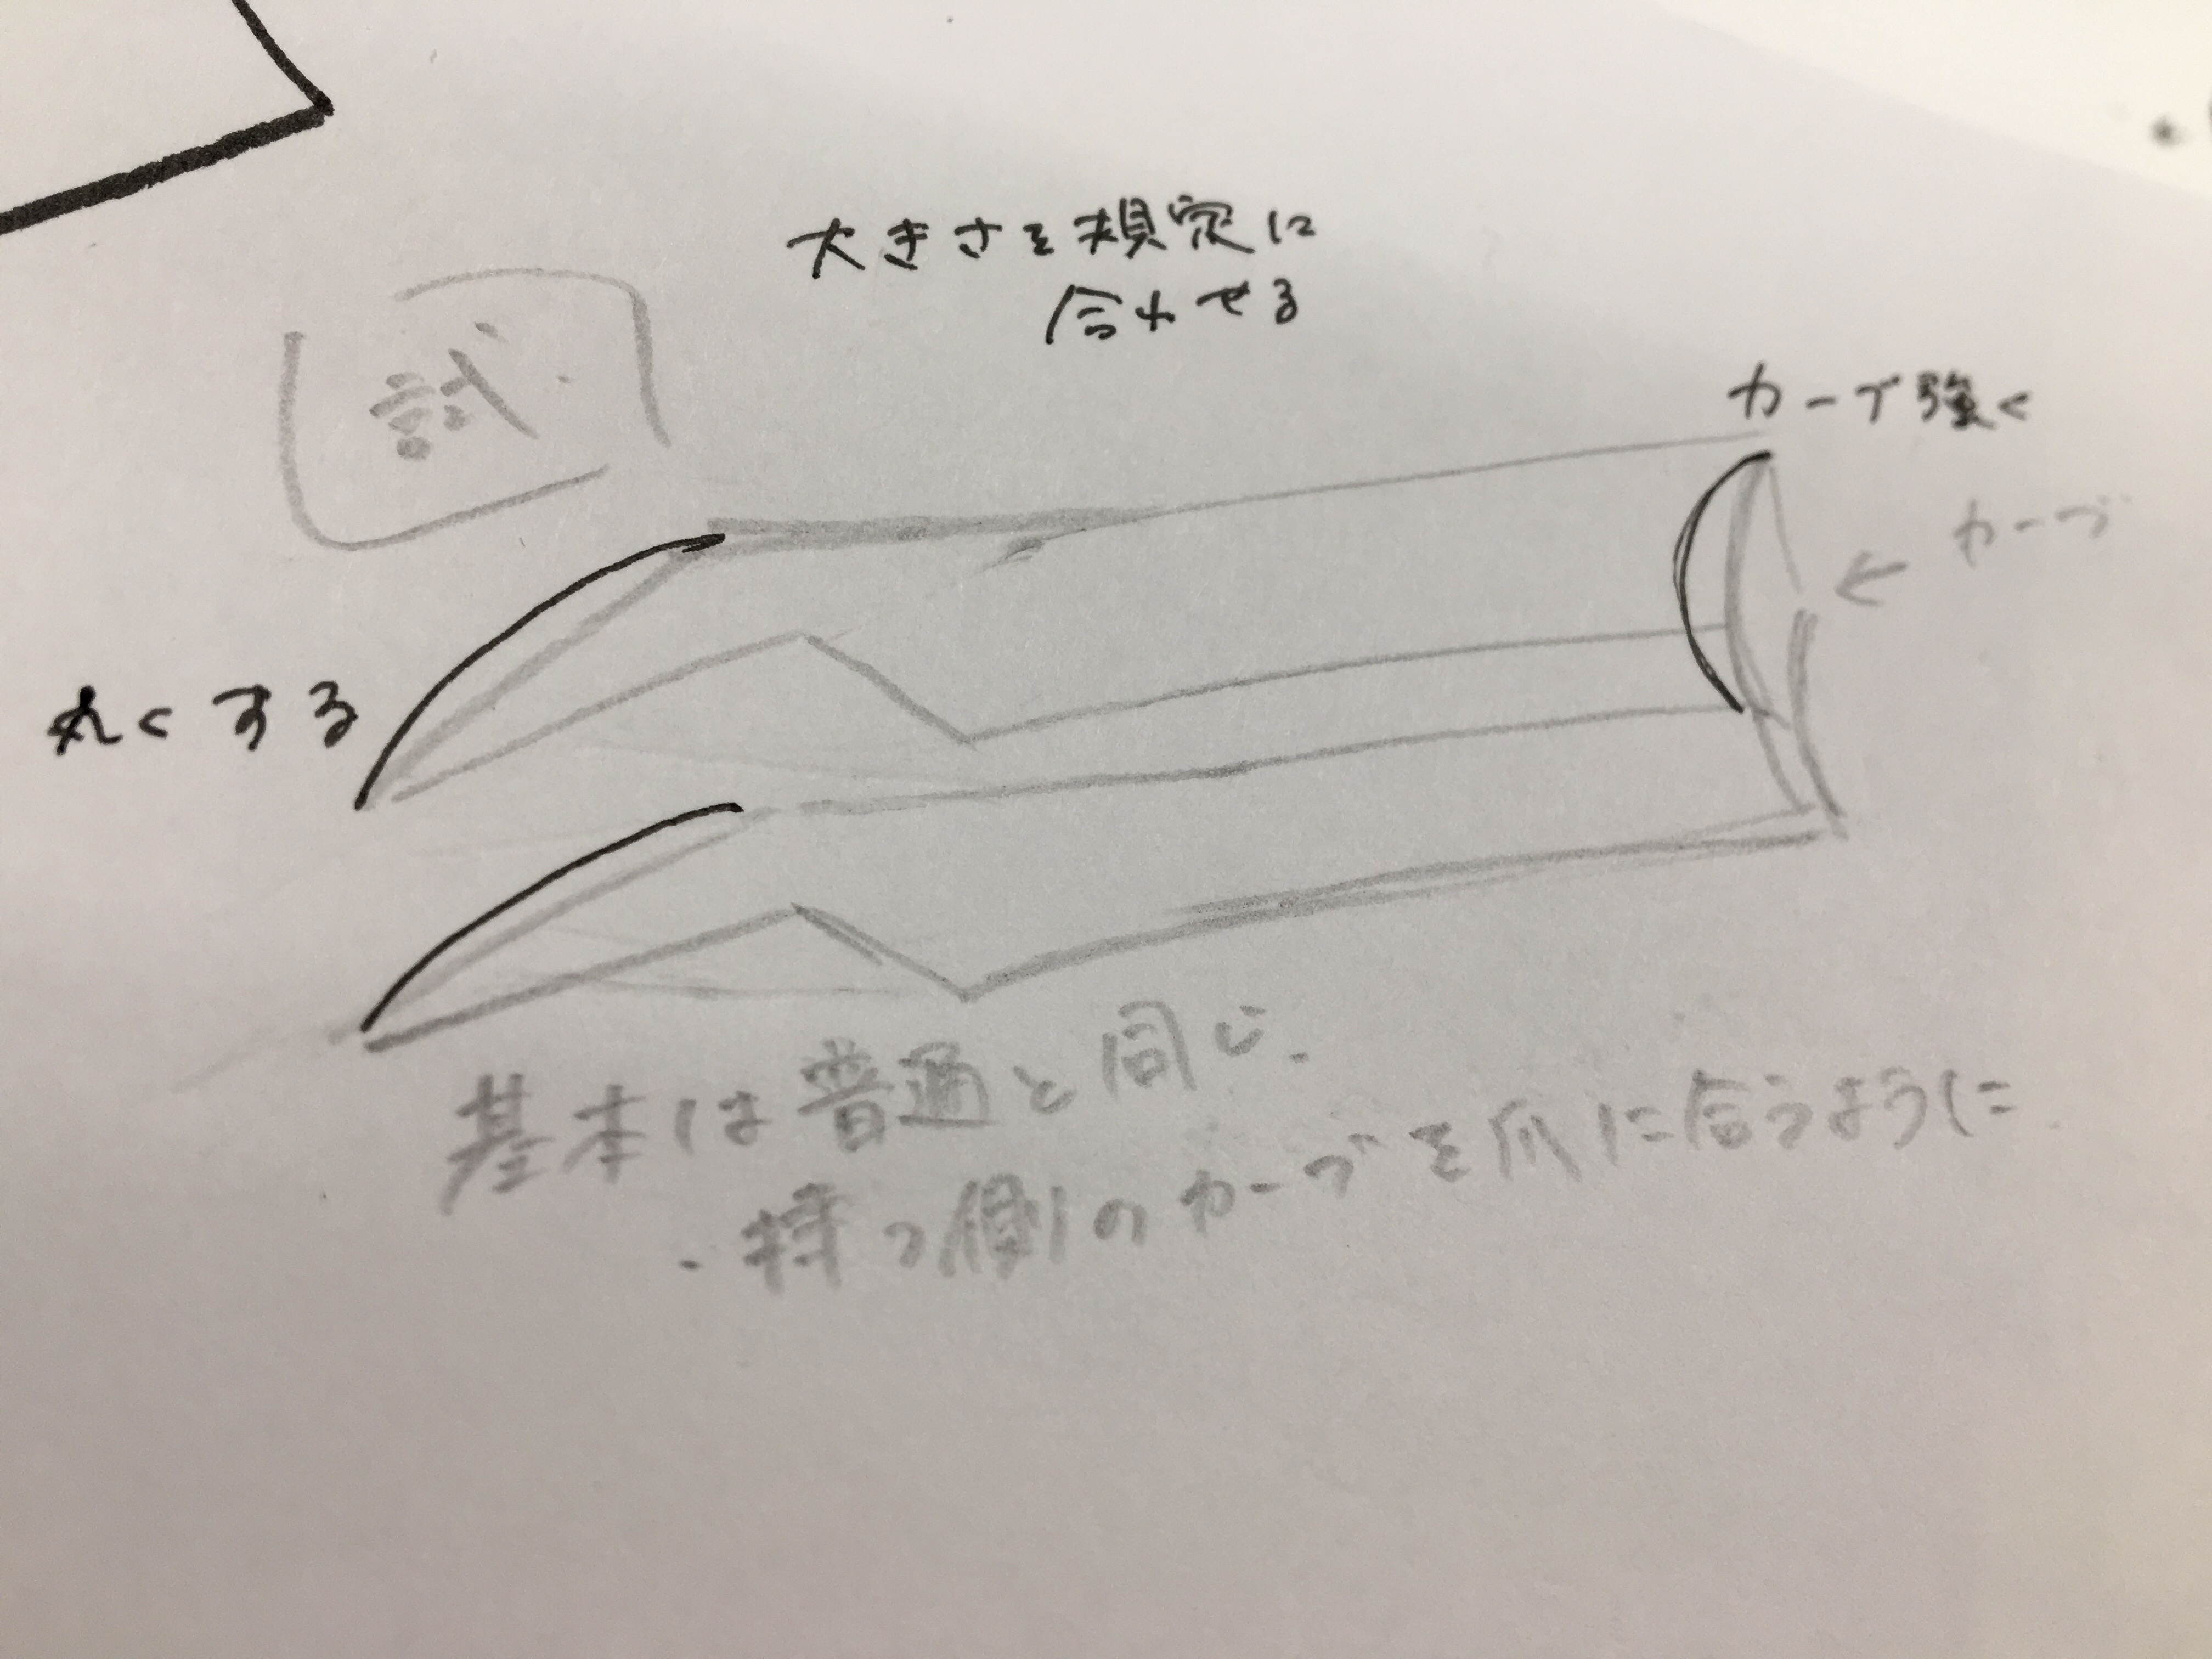 大きさを規定に
合わせる
試
カーブ強く
カーブ
丸くする
基本は普通と同じ.
・持つ側のカーブを爪に合うように